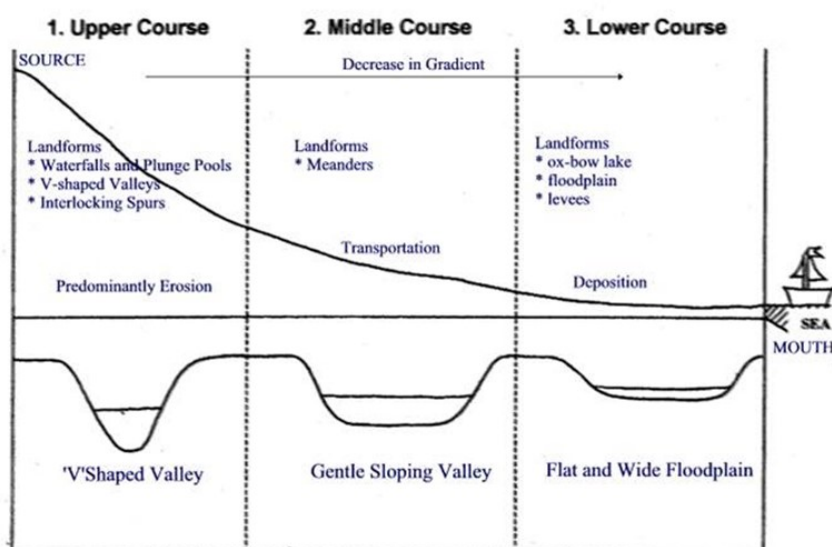 1. Upper Course
2. Middle Course
3. Lower Course
SOURCE
Decrease in Gradient
Landforms
* Waterfalls and Plunge Pools
* V-shaped Valleys
* Interlocking Spurs
Landforms
* Meanders
Landforms
* ox-bow lake
* floodplain
* levees
Transportation
Predominantly Erosion
Deposition
SEA
MOUTH
'V'Shaped Valley
Gentle Sloping Valley
Flat and Wide Floodplain